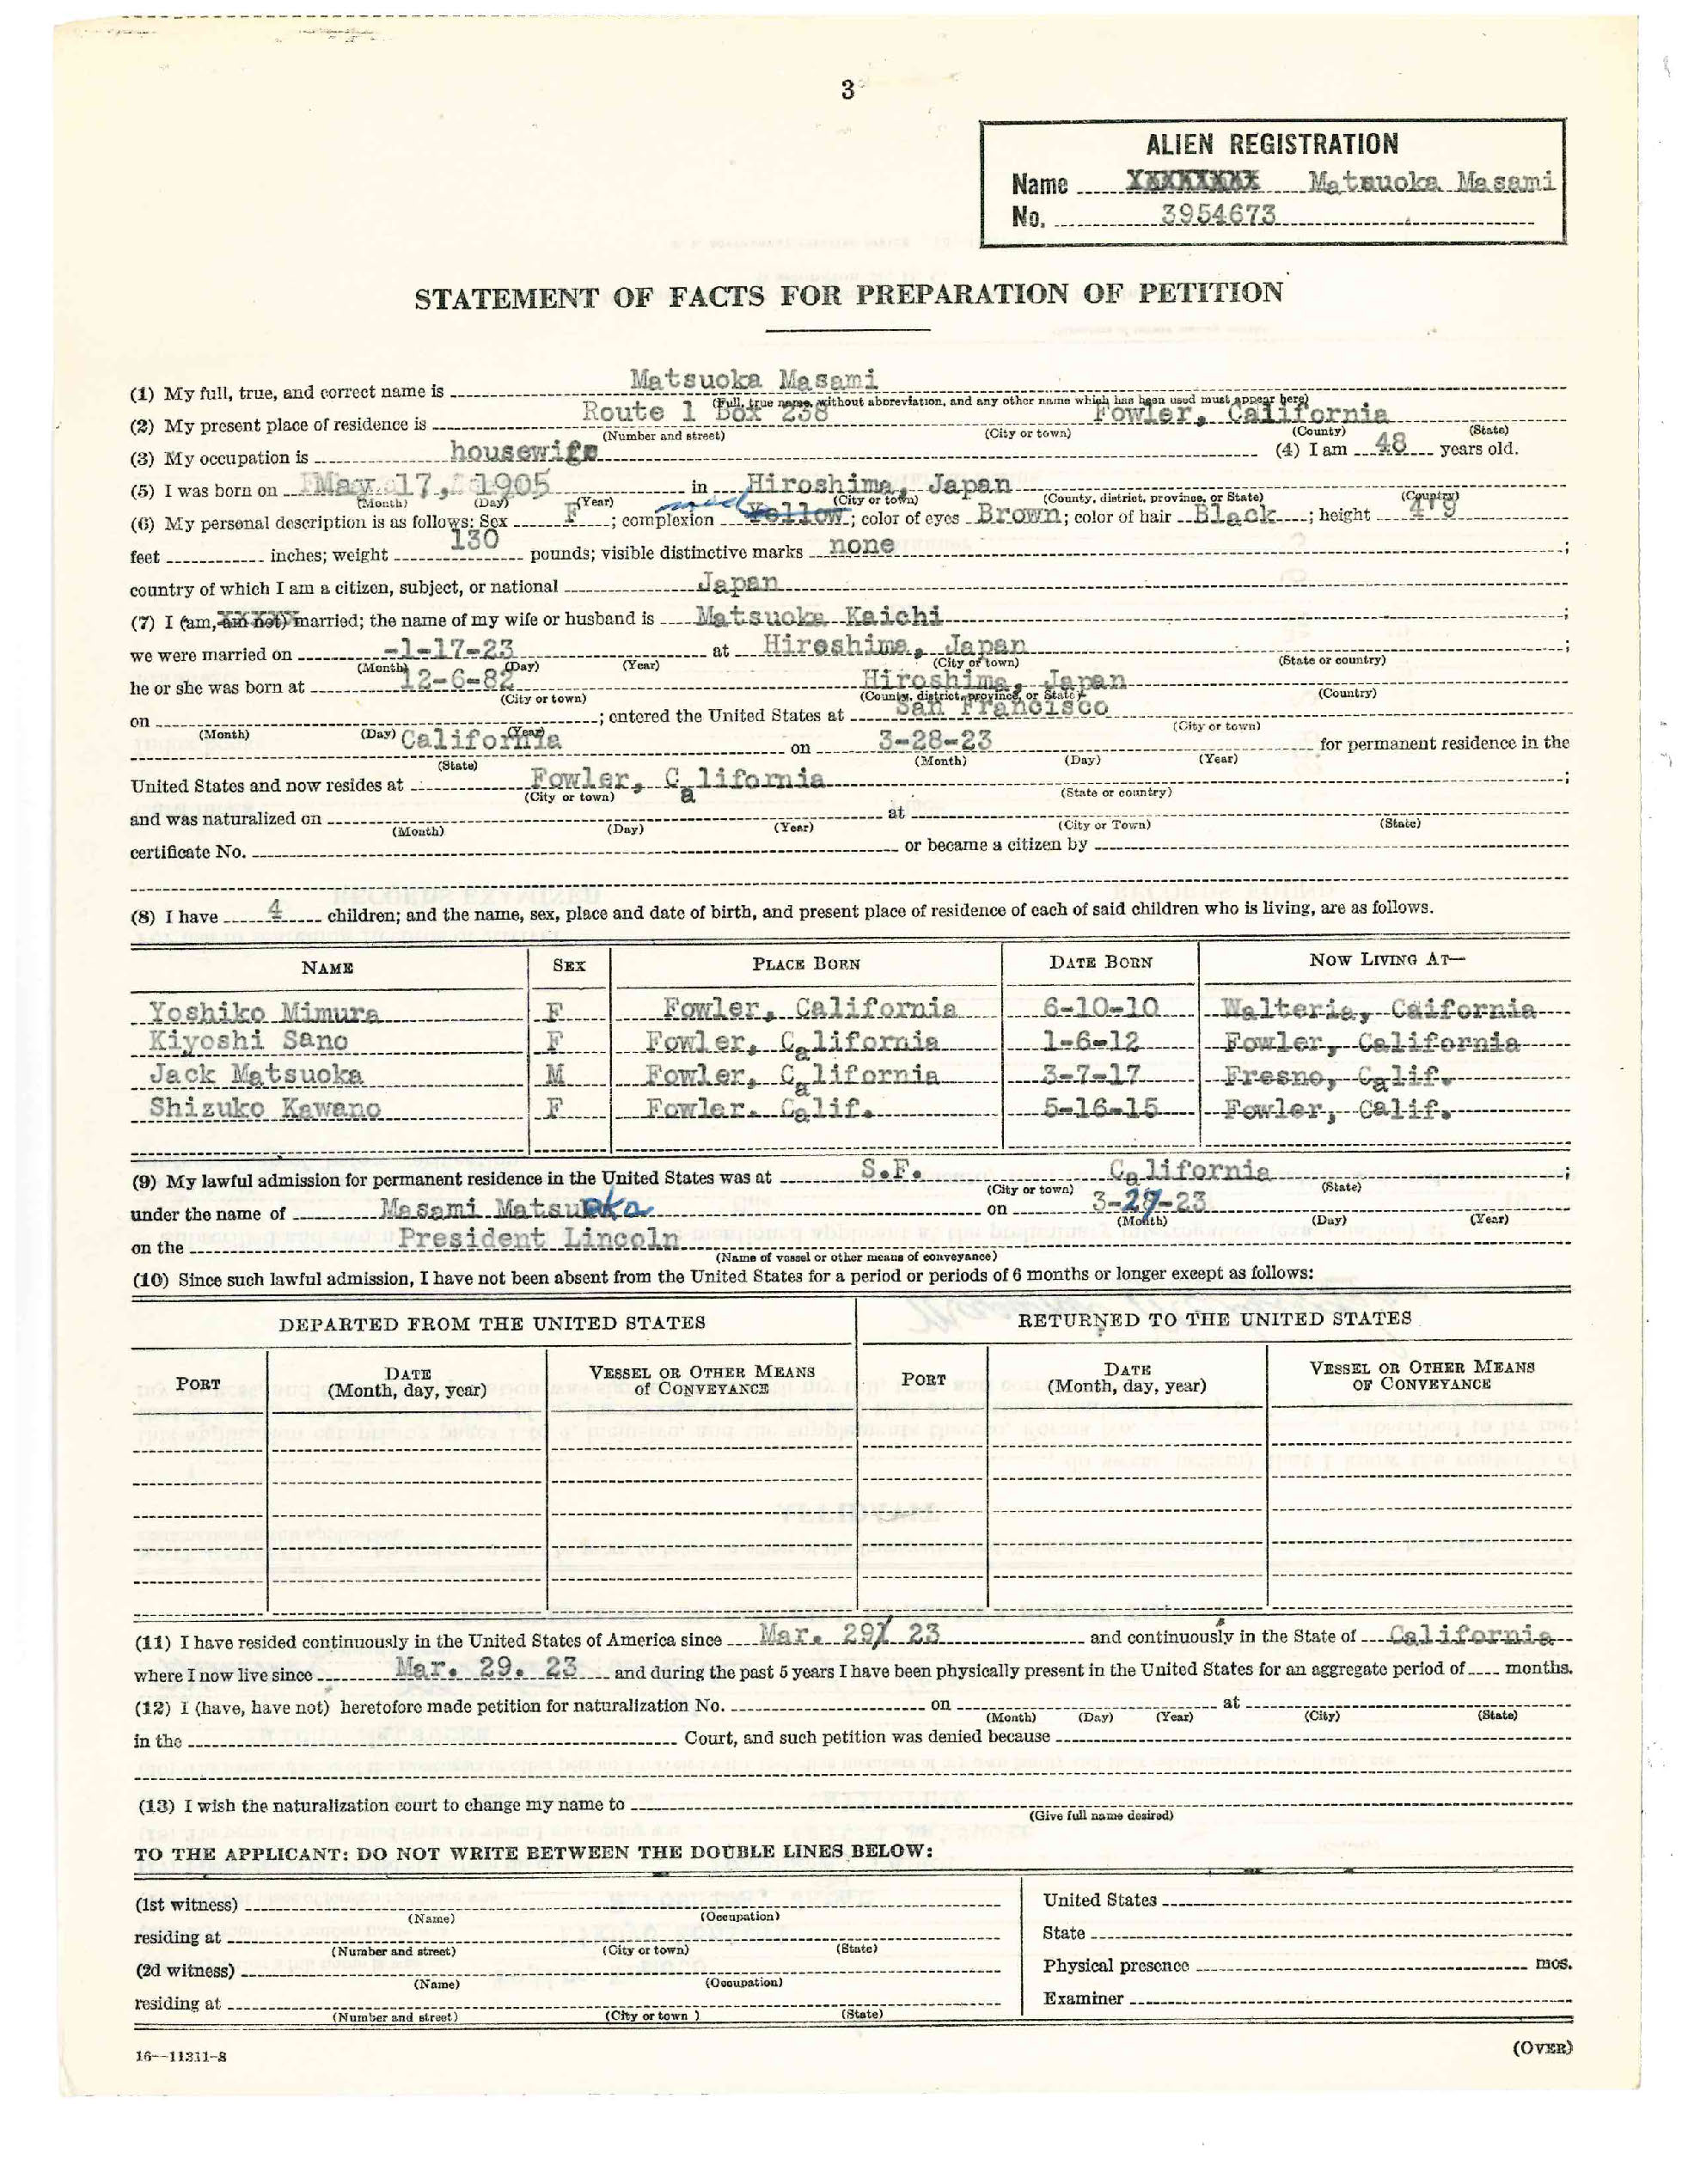 3
ALIEN REGISTRATION
Name XXXXXXXX Matsuoka Masami
No. 3954673
STATEMENT OF FACTS FOR PREPARATION OF PETITION
(1) My full, true, and correct name is Matsuoka Masami
(Full, true name, without abbreviation, and any other name which has been used must appear here)
(2) My present place of residence is Route 1 Box 238 Fowler, California
(Number and street) (City or town) (County) (State)
(3) My occupation is housewife (4) I am 48 years old.
(5) I was born on May 17, 1905 in Hiroshima, Japan
(Month) (Day) (Year) (City or town) (County, district, province, or State) (Country)
(6) My personal description is as follows: Sex F; complexion med Yellow; color of eyes Brown; color of hair Black; height 4'9
feet inches; weight 130 pounds; visible distinctive marks none;
country of which I am a citizen, subject, or national Japan
(7) I (am, am not) married; the name of my wife or husband is Matsuoka Kaichi;
we were married on -1-17-23 at Hiroshima, Japan;
(Month) (Day) (Year) (City or town) (State or country)
he or she was born at 12-6-82 Hiroshima, Japan
(City or town) (County, district, province, or State) (Country)
on ; entered the United States at San Francisco
(Month) (Day) (Year) (City or town)
California on 3-28-23 for permanent residence in the
(State) (Month) (Day) (Year)
United States and now resides at Fowler, California;
(City or town) (State or country)
and was naturalized on at
(Month) (Day) (Year) (City or Town) (State)
certificate No. or became a citizen by
(8) I have 4 children; and the name, sex, place and date of birth, and present place of residence of each of said children who is living, are as follows.
NAME SEX PLACE BORN DATE BORN NOW LIVING AT—
Yoshiko Mimura F Fowler, California 6-10-10 Walteria, Caifornia
Kiyoshi Sano F Fowler, California 1-6-12 Fowler, California
Jack Matsuoka M Fowler, California 3-7-17 Fresno, Calif.
Shizuko Kawano F Fowler. Calif. 5-16-15 Fowler, Calif.
(9) My lawful admission for permanent residence in the United States was at S.F. California;
(City or town) (State)
under the name of Masami Matsuoka on 3-29-23
(Month) (Day) (Year)
on the President Lincoln
(Name of vessel or other means of conveyance)
(10) Since such lawful admission, I have not been absent from the United States for a period or periods of 6 months or longer except as follows:
DEPARTED FROM THE UNITED STATES RETURNED TO THE UNITED STATES
PORT DATE (Month, day, year) VESSEL OR OTHER MEANS OF CONVEYANCE PORT DATE (Month, day, year) VESSEL OR OTHER MEANS OF CONVEYANCE
(11) I have resided continuously in the United States of America since Mar. 29, 23 and continuously in the State of California
where I now live since Mar. 29. 23 and during the past 5 years I have been physically present in the United States for an aggregate period of months.
(12) I (have, have not) heretofore made petition for naturalization No. on at
(Month) (Day) (Year) (City) (State)
in the Court, and such petition was denied because
(13) I wish the naturalization court to change my name to
(Give full name desired)
TO THE APPLICANT: DO NOT WRITE BETWEEN THE DOUBLE LINES BELOW:
(1st witness) United States
(Name) (Occupation)
residing at State
(Number and street) (City or town) (State)
(2d witness) Physical presence mos.
(Name) (Occupation)
residing at Examiner
(Number and street) (City or town) (State)
16—11311-8 (OVER)